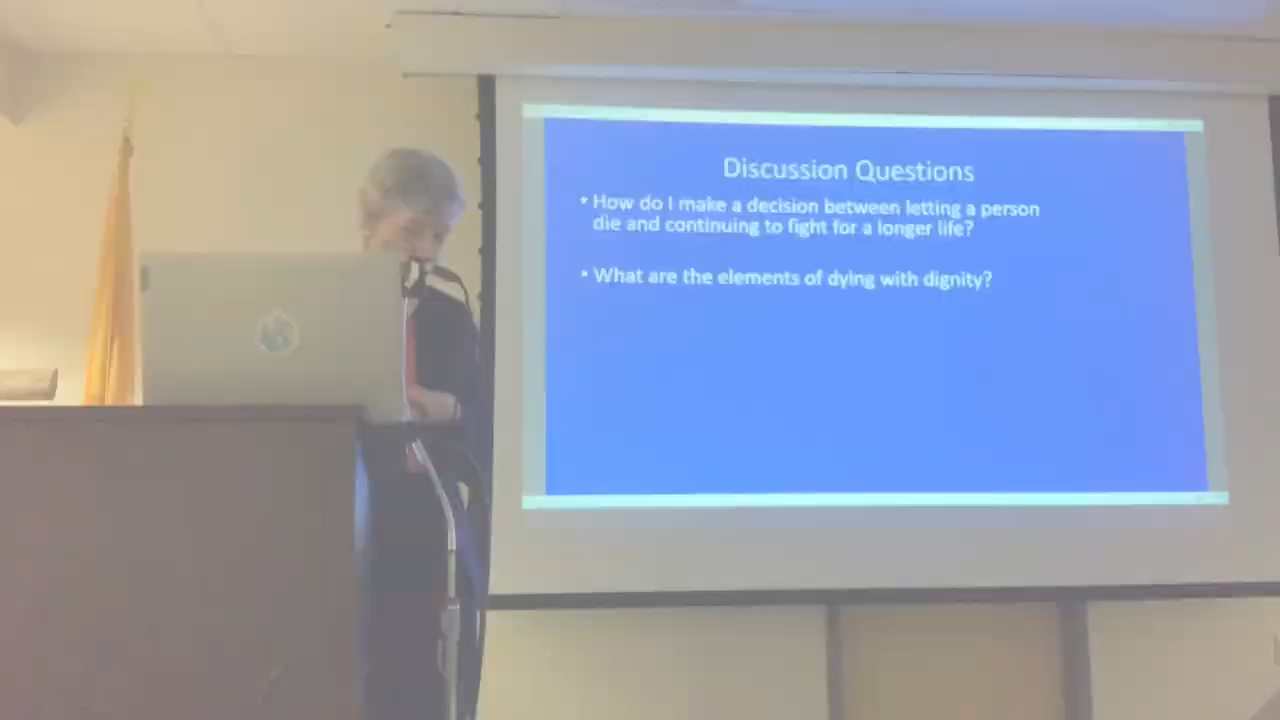 Discussion Questions
• How do I make a decision between letting a person
die and continuing to fight for a longer life?
• What are the elements of dying with dignity?